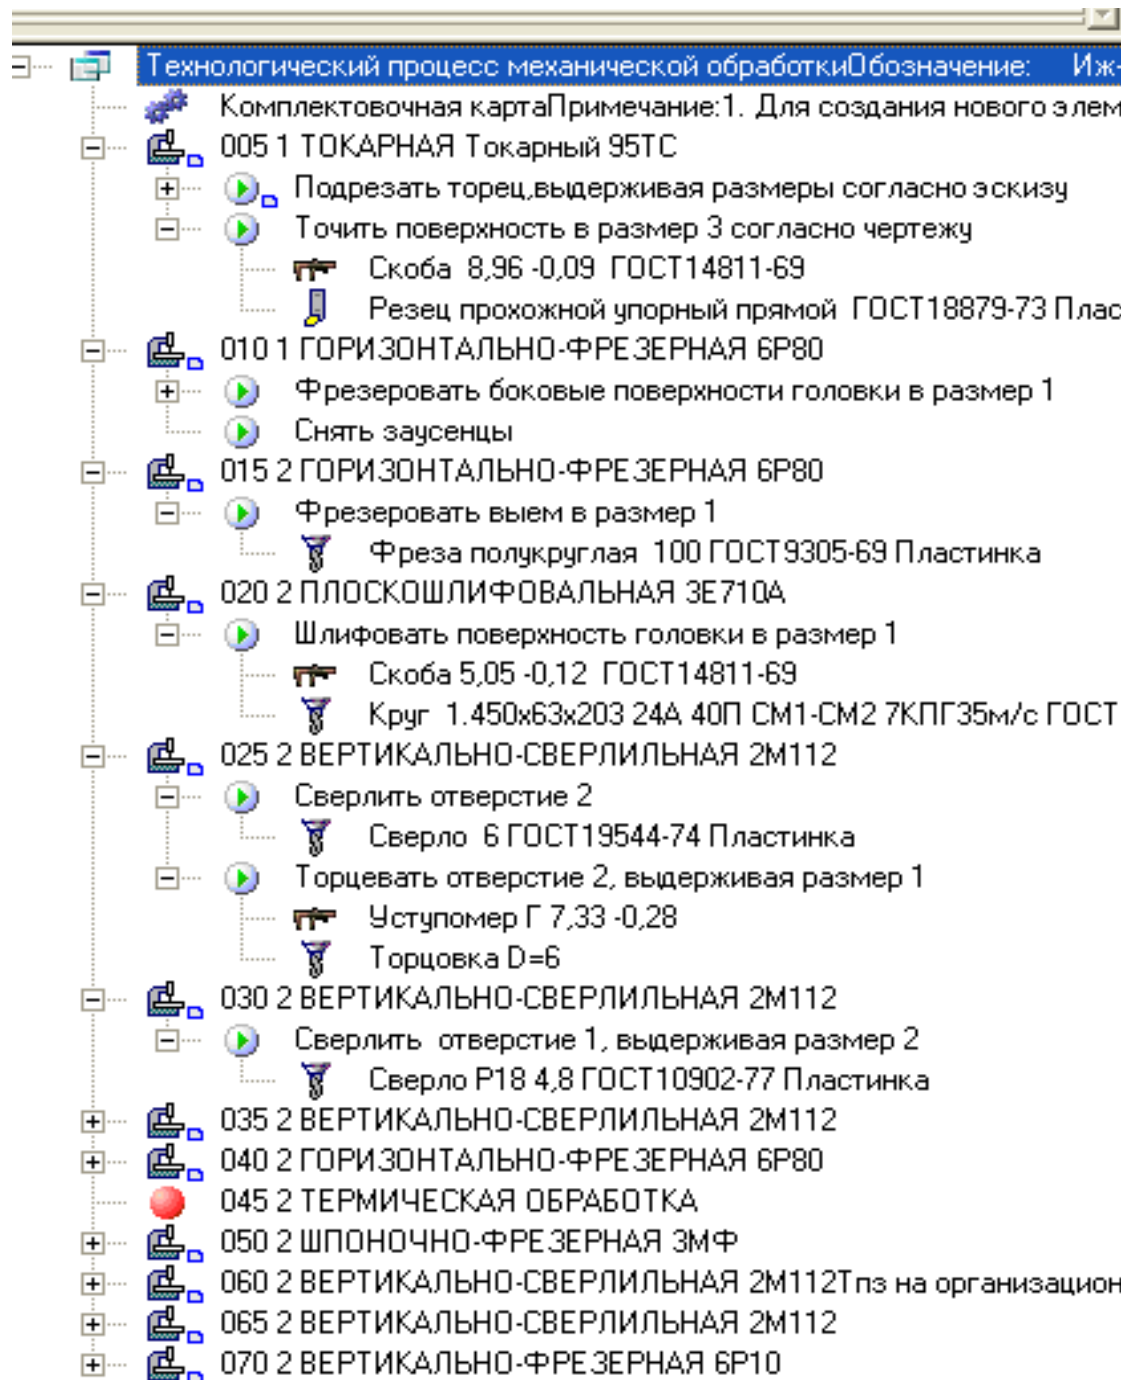 Технологический процесс механической обработкиОбозначение: Иж-
Комплектовочная картаПримечание:1. Для создания нового элем
005 1 ТОКАРНАЯ Токарный 95ТС
Подрезать торец,выдерживая размеры согласно эскизу
Точить поверхность в размер 3 согласно чертежу
Скоба 8,96 -0,09 ГОСТ14811-69
Резец прохожной упорный прямой ГОСТ18879-73 Плас
010 1 ГОРИЗОНТАЛЬНО-ФРЕЗЕРНАЯ 6Р80
Фрезеровать боковые поверхности головки в размер 1
Снять заусенцы
015 2 ГОРИЗОНТАЛЬНО-ФРЕЗЕРНАЯ 6Р80
Фрезеровать выем в размер 1
Фреза полукруглая 100 ГОСТ9305-69 Пластинка
020 2 ПЛОСКОШЛИФОВАЛЬНАЯ 3Е710А
Шлифовать поверхность головки в размер 1
Скоба 5,05 -0,12 ГОСТ14811-69
Круг 1.450х63х203 24А 40П СМ1-СМ2 7КПГ35м/с ГОСТ
025 2 ВЕРТИКАЛЬНО-СВЕРЛИЛЬНАЯ 2М112
Сверлить отверстие 2
Сверло 6 ГОСТ19544-74 Пластинка
Торцевать отверстие 2, выдерживая размер 1
Уступомер Г 7,33 -0,28
Торцовка D=6
030 2 ВЕРТИКАЛЬНО-СВЕРЛИЛЬНАЯ 2М112
Сверлить отверстие 1, выдерживая размер 2
Сверло Р18 4,8 ГОСТ10902-77 Пластинка
035 2 ВЕРТИКАЛЬНО-СВЕРЛИЛЬНАЯ 2М112
040 2 ГОРИЗОНТАЛЬНО-ФРЕЗЕРНАЯ 6Р80
045 2 ТЕРМИЧЕСКАЯ ОБРАБОТКА
050 2 ШПОНОЧНО-ФРЕЗЕРНАЯ 3МФ
060 2 ВЕРТИКАЛЬНО-СВЕРЛИЛЬНАЯ 2М112Тпз на организацион
065 2 ВЕРТИКАЛЬНО-СВЕРЛИЛЬНАЯ 2М112
070 2 ВЕРТИКАЛЬНО-ФРЕЗЕРНАЯ 6Р10